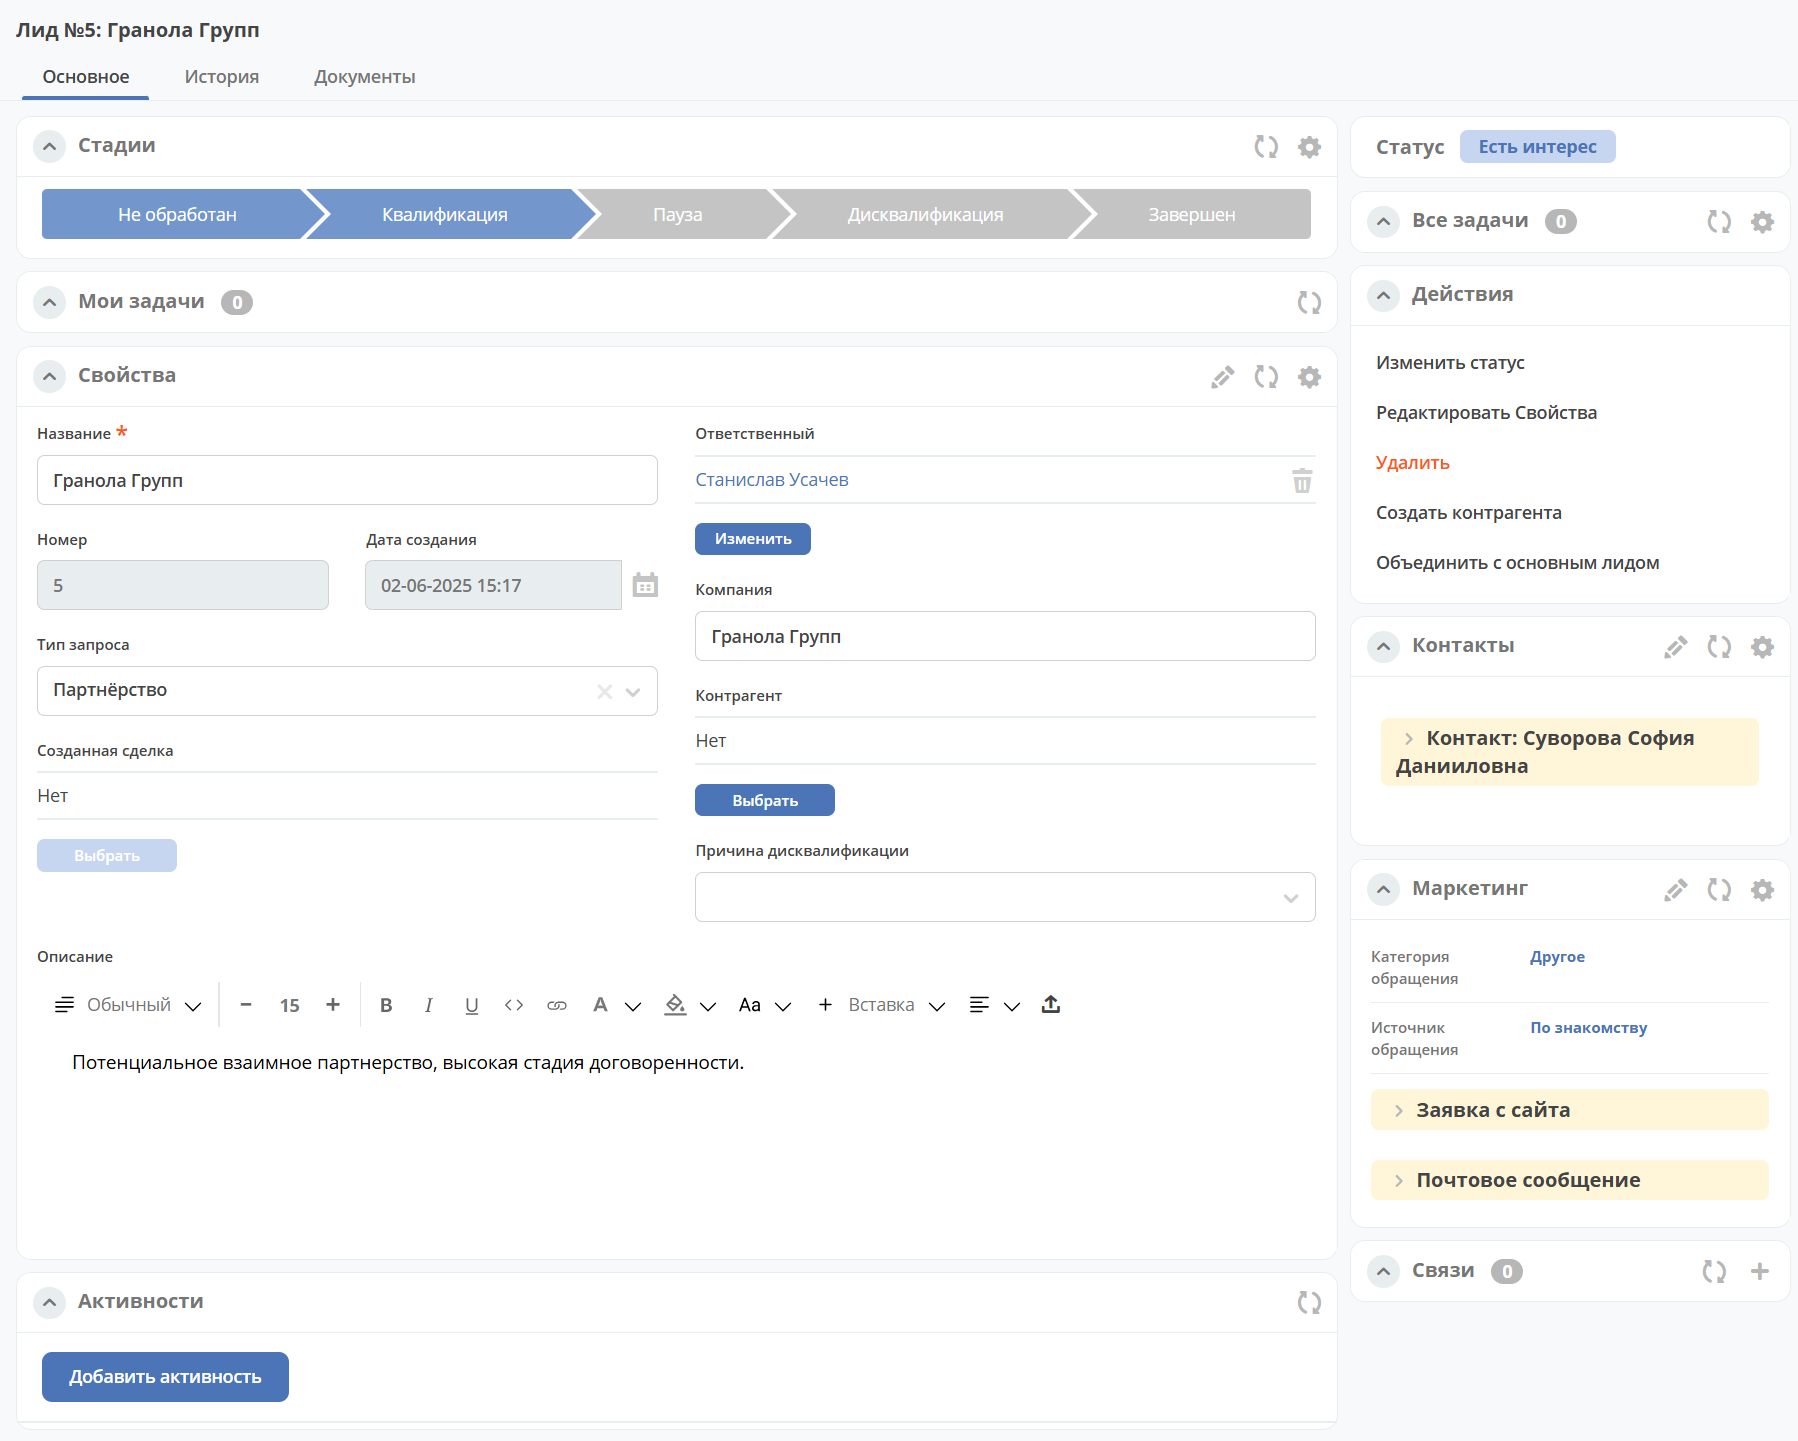 Лид №5: Гранола Групп
Основное
История
Документы
Стадии
Не обработан
Квалификация
Пауза
Дисквалификация
Завершен
Мои задачи 0
Свойства
Название *
Гранола Групп
Номер
Дата создания
5
02-06-2025 15:17
Тип запроса
Партнёрство
Созданная сделка
Нет
Выбрать
Ответственный
Станислав Усачев
Изменить
Компания
Гранола Групп
Контрагент
Нет
Выбрать
Причина дисквалификации
Описание
Обычный − 15 + B I U <> A Aa + Вставка
Потенциальное взаимное партнерство, высокая стадия договоренности.
Активности
Добавить активность
Статус Есть интерес
Все задачи 0
Действия
Изменить статус
Редактировать Свойства
Удалить
Создать контрагента
Объединить с основным лидом
Контакты
Контакт: Суворова София
Данииловна
Маркетинг
Категория
обращения
Другое
Источник
обращения
По знакомству
Заявка с сайта
Почтовое сообщение
Связи 0